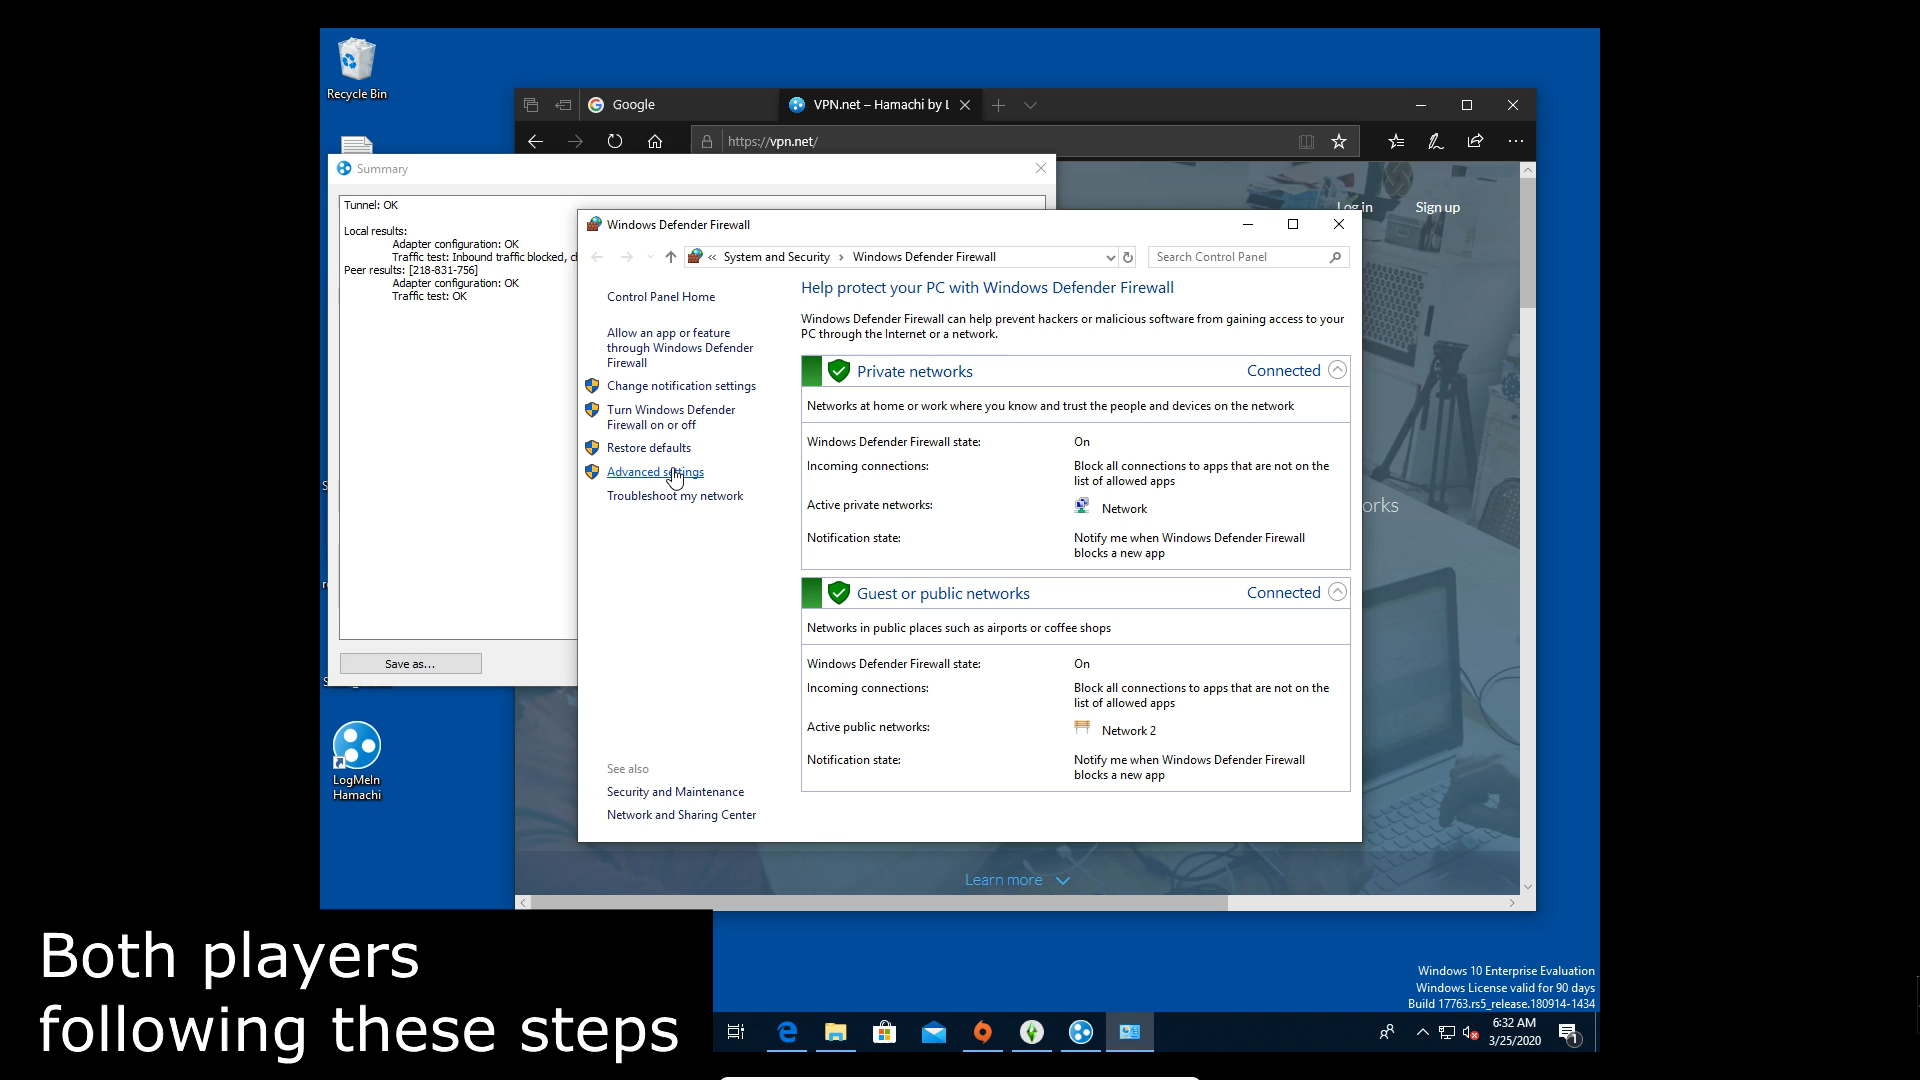 Recycle Bin
Google
VPN.net – Hamachi by L
https://vpn.net/
Log in
Sign up
Summary
Tunnel: OK
Local results:
Adapter configuration: OK
Traffic test: Inbound traffic blocked, ch
Peer results: [218-831-756]
Adapter configuration: OK
Traffic test: OK
Save as...
Windows Defender Firewall
« System and Security › Windows Defender Firewall
Search Control Panel
Control Panel Home
Allow an app or feature
through Windows Defender
Firewall
Change notification settings
Turn Windows Defender
Firewall on or off
Restore defaults
Advanced settings
Troubleshoot my network
See also
Security and Maintenance
Network and Sharing Center
Help protect your PC with Windows Defender Firewall
Windows Defender Firewall can help prevent hackers or malicious software from gaining access to your
PC through the Internet or a network.
Private networks
Connected
Networks at home or work where you know and trust the people and devices on the network
Windows Defender Firewall state:
On
Incoming connections:
Block all connections to apps that are not on the
list of allowed apps
Active private networks:
Network
Notification state:
Notify me when Windows Defender Firewall
blocks a new app
Guest or public networks
Connected
Networks in public places such as airports or coffee shops
Windows Defender Firewall state:
On
Incoming connections:
Block all connections to apps that are not on the
list of allowed apps
Active public networks:
Network 2
Notification state:
Notify me when Windows Defender Firewall
blocks a new app
orks
Learn more
LogMeIn
Hamachi
Both players
following these steps
Windows 10 Enterprise Evaluation
Windows License valid for 90 days
Build 17763.rs5_release.180914-1434
6:32 AM
3/25/2020
1